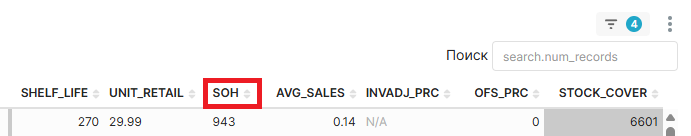 4
Поиск search.num_records
SHELF_LIFE UNIT_RETAIL SOH AVG_SALES INVADJ_PRC OFS_PRC STOCK_COVER
270 29.99 943 0.14 N/A 0 6601